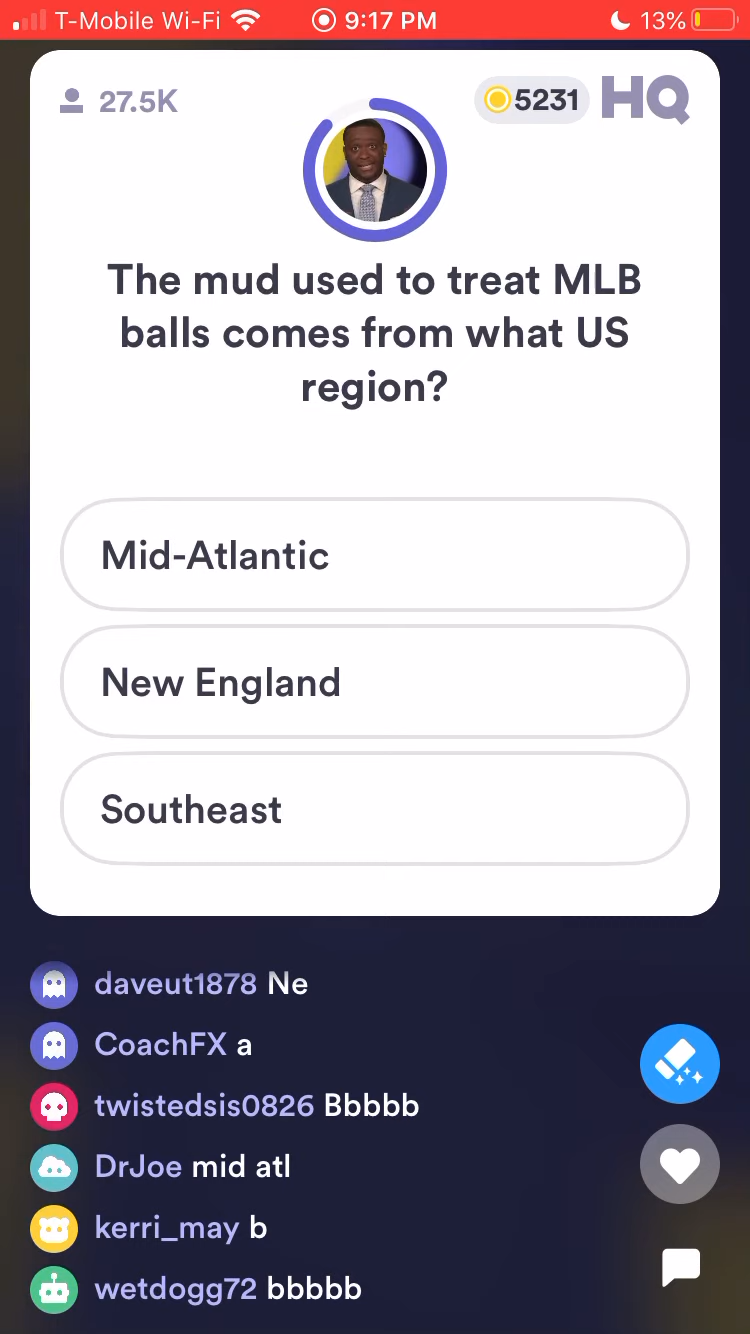 T-Mobile Wi-Fi 9:17 PM 13%
27.5K 5231 HQ
The mud used to treat MLB
balls comes from what US
region?
Mid-Atlantic
New England
Southeast
daveut1878 Ne
CoachFX a
twistedsis0826 Bbbbb
DrJoe mid atl
kerri_may b
wetdogg72 bbbbb